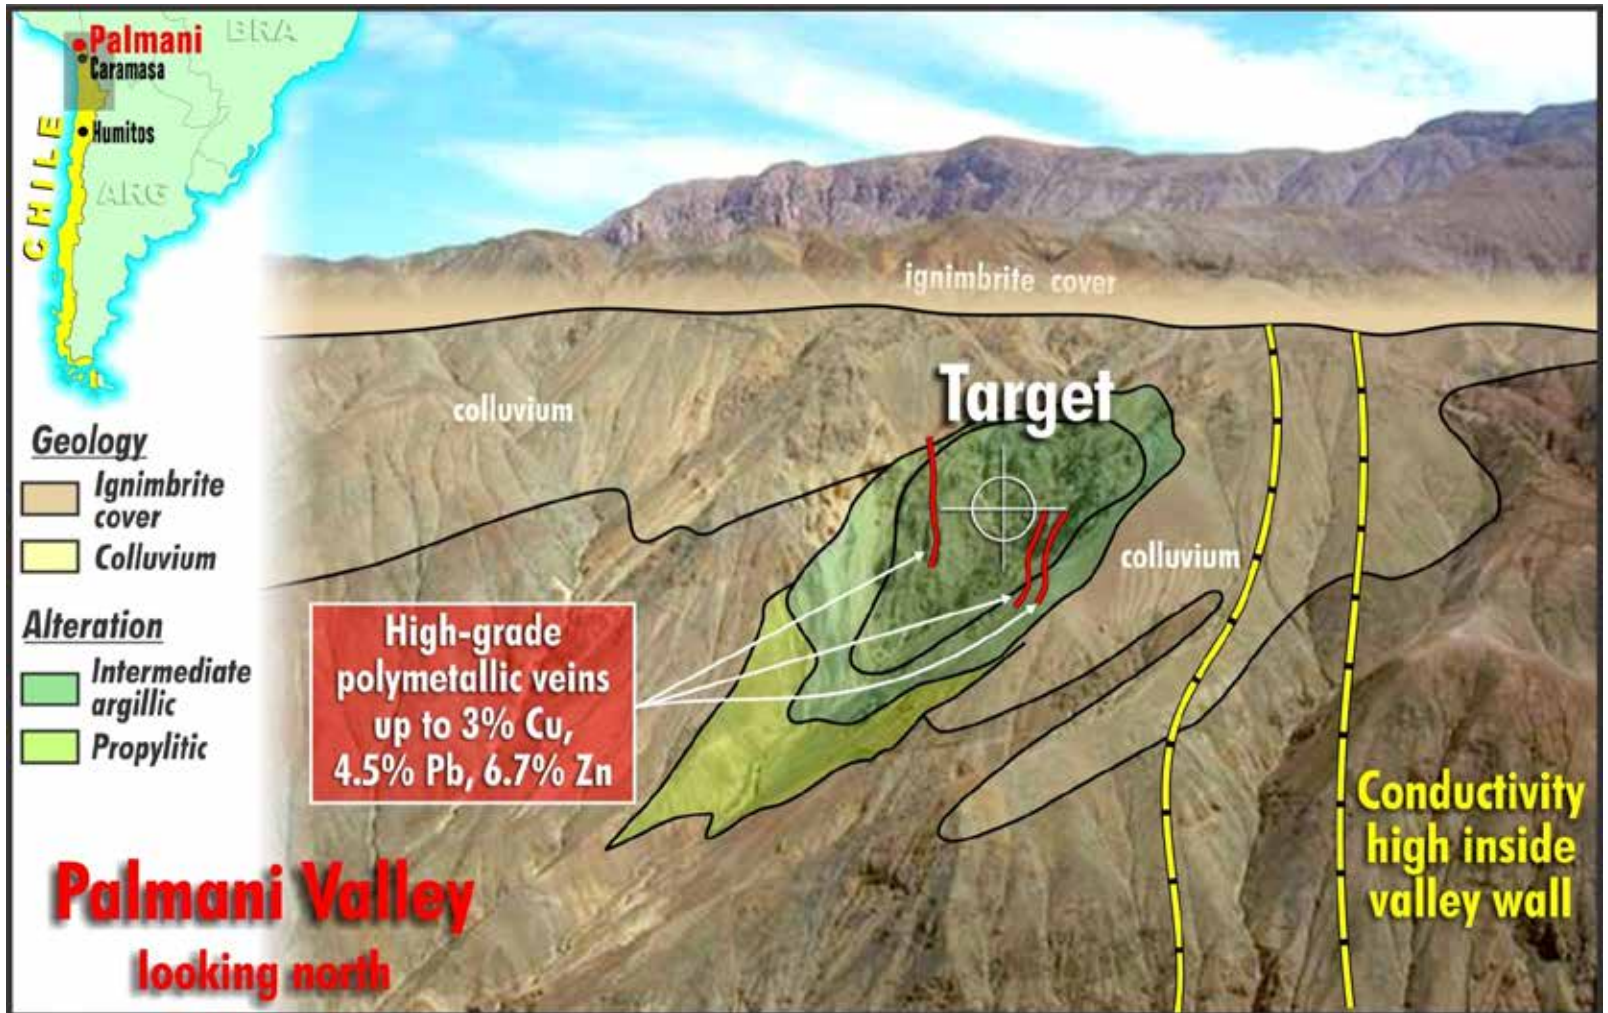 Palmani
BRA
Caramasa
Humitos
CHILE
ARG
Geology
Ignimbrite
cover
Colluvium
Alteration
Intermediate
argillic
Propylitic
ignimbrite cover
colluvium
Target
colluvium
High-grade
polymetallic veins
up to 3% Cu,
4.5% Pb, 6.7% Zn
Conductivity
high inside
valley wall
Palmani Valley
looking north